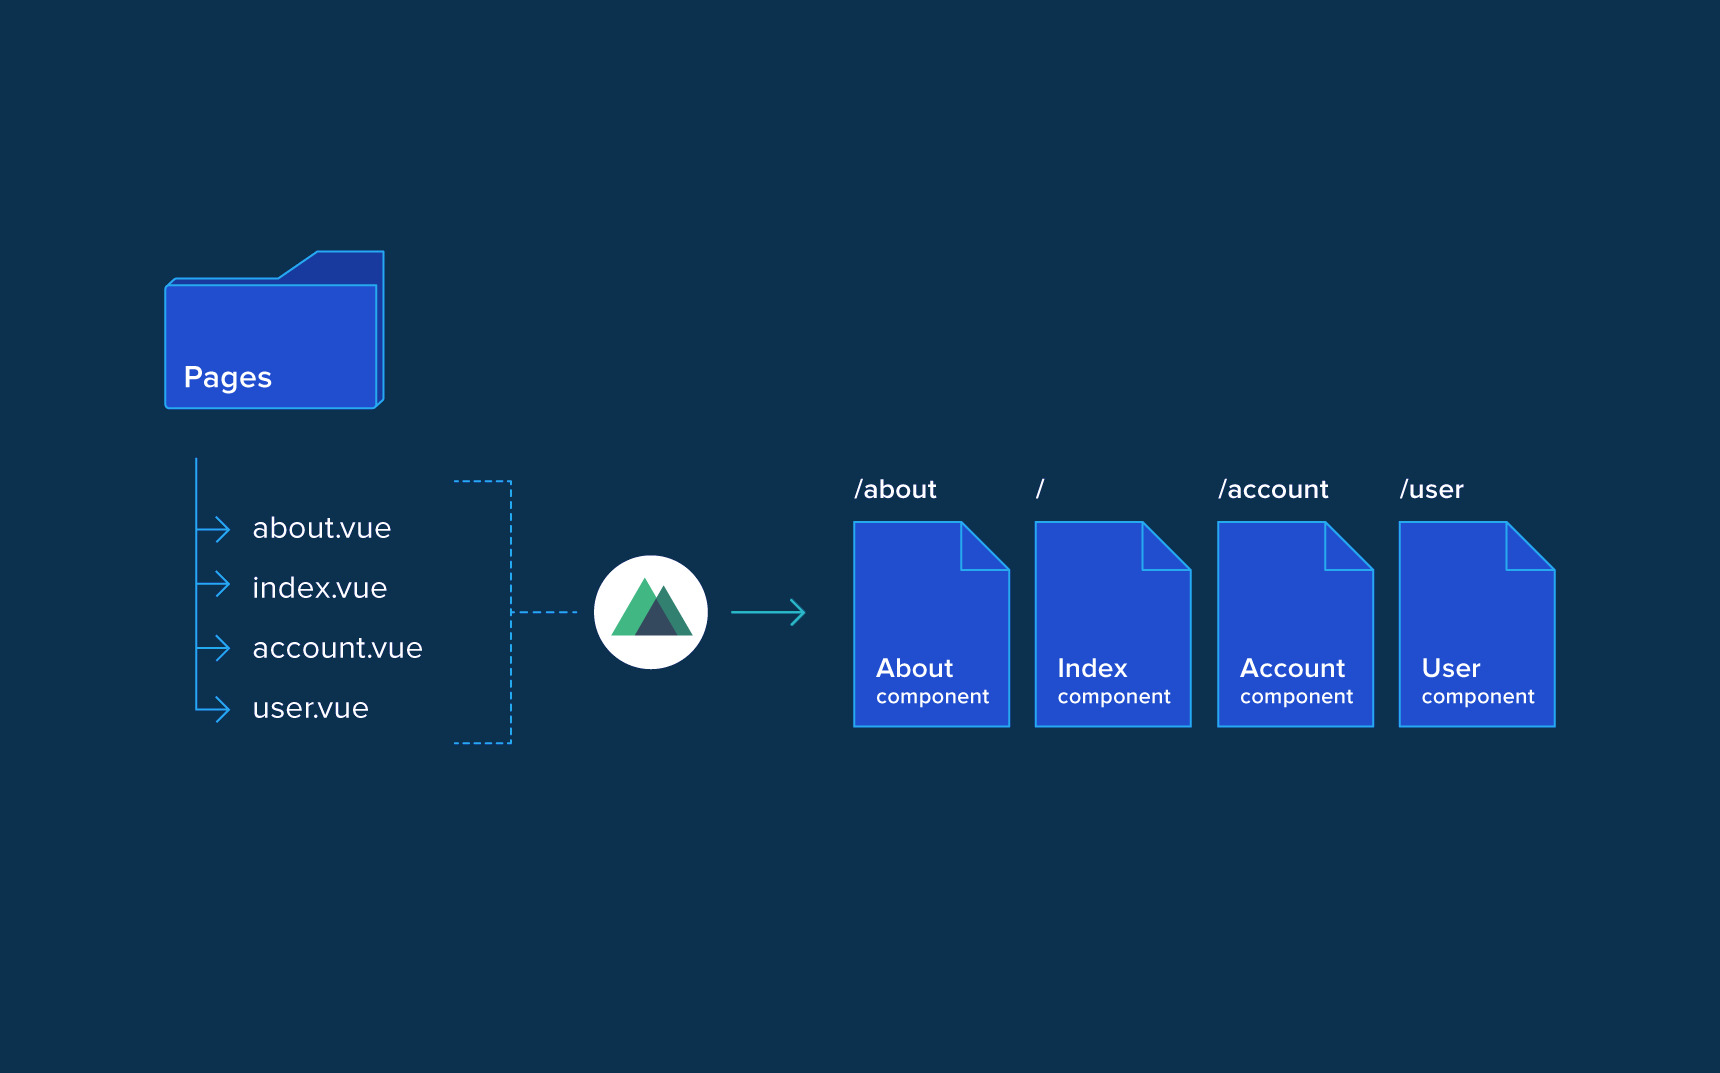 Pages
about.vue
index.vue
account.vue
user.vue
/about
/
/account
/user
About
component
Index
component
Account
component
User
component